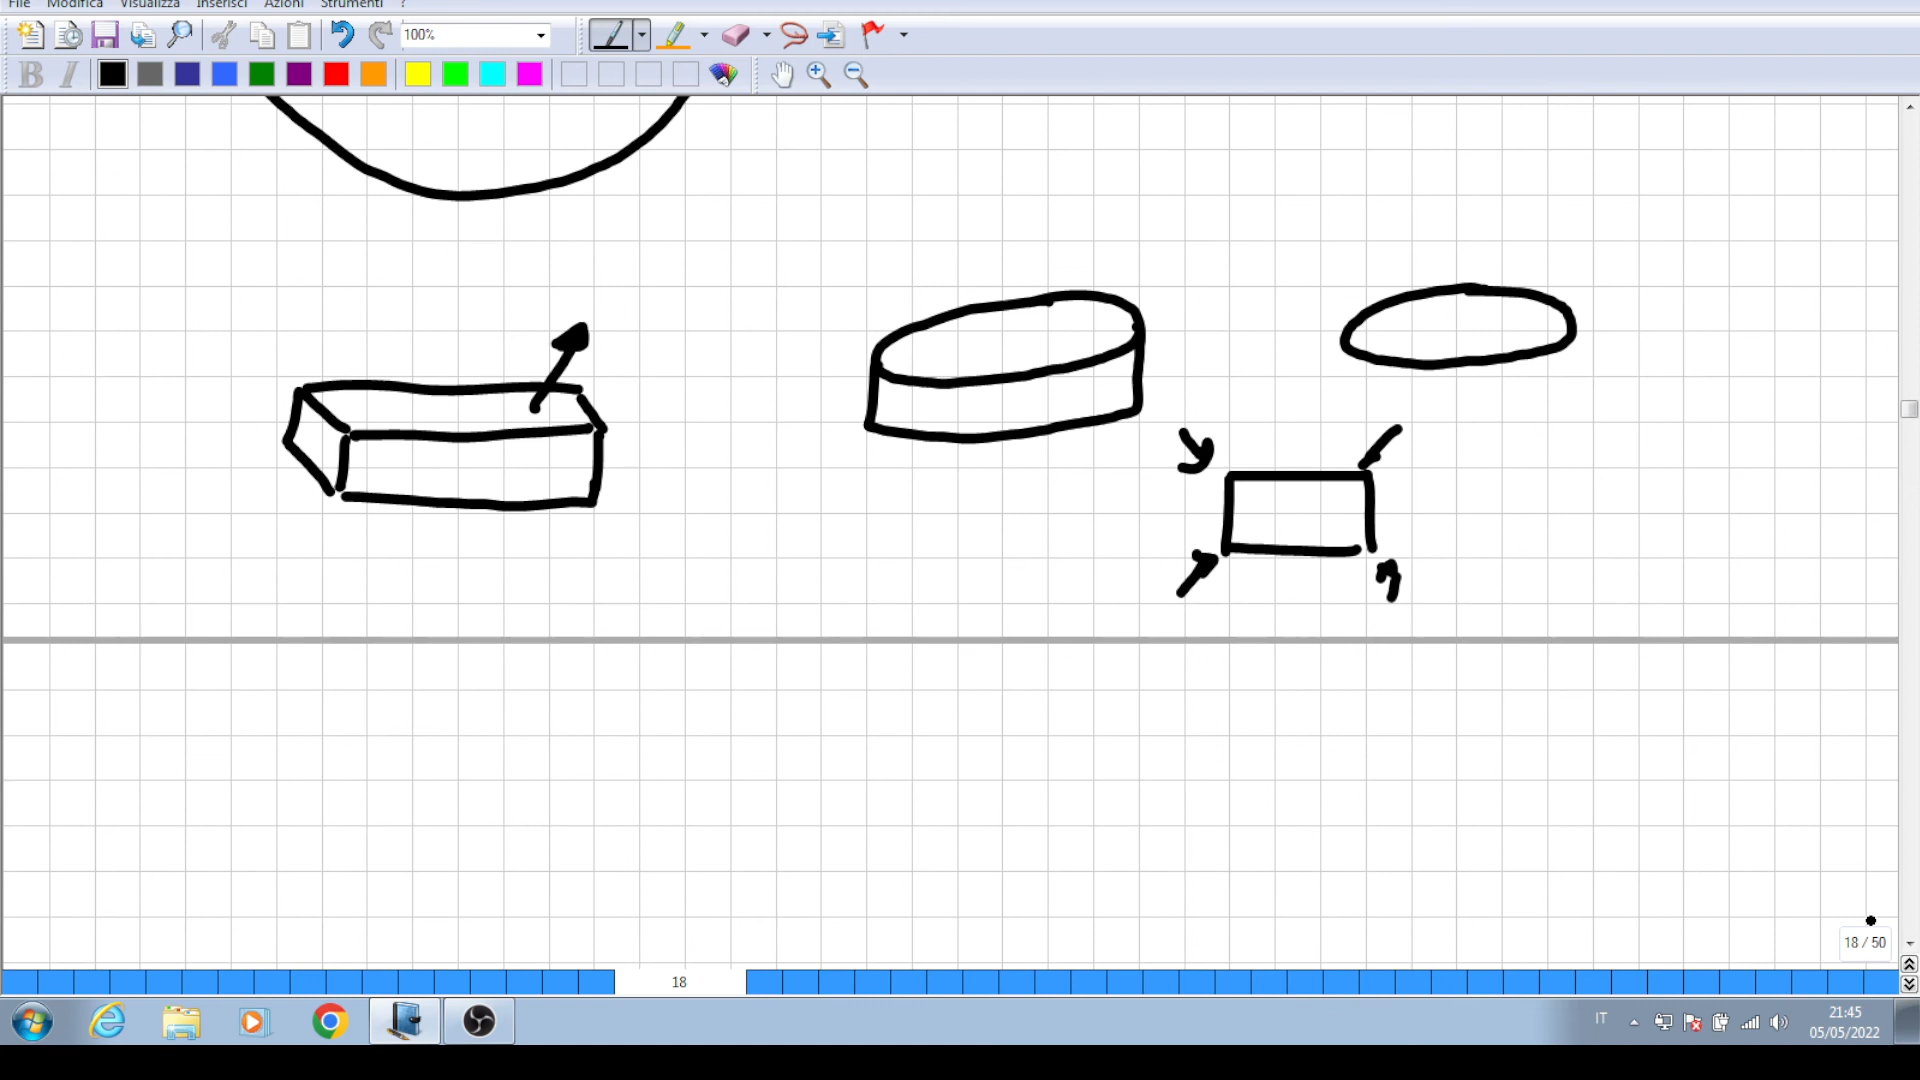 File Modifica Visualizza Inserisci Azioni Strumenti ?
100%
B I
18 / 50
18
IT
21:45
05/05/2022